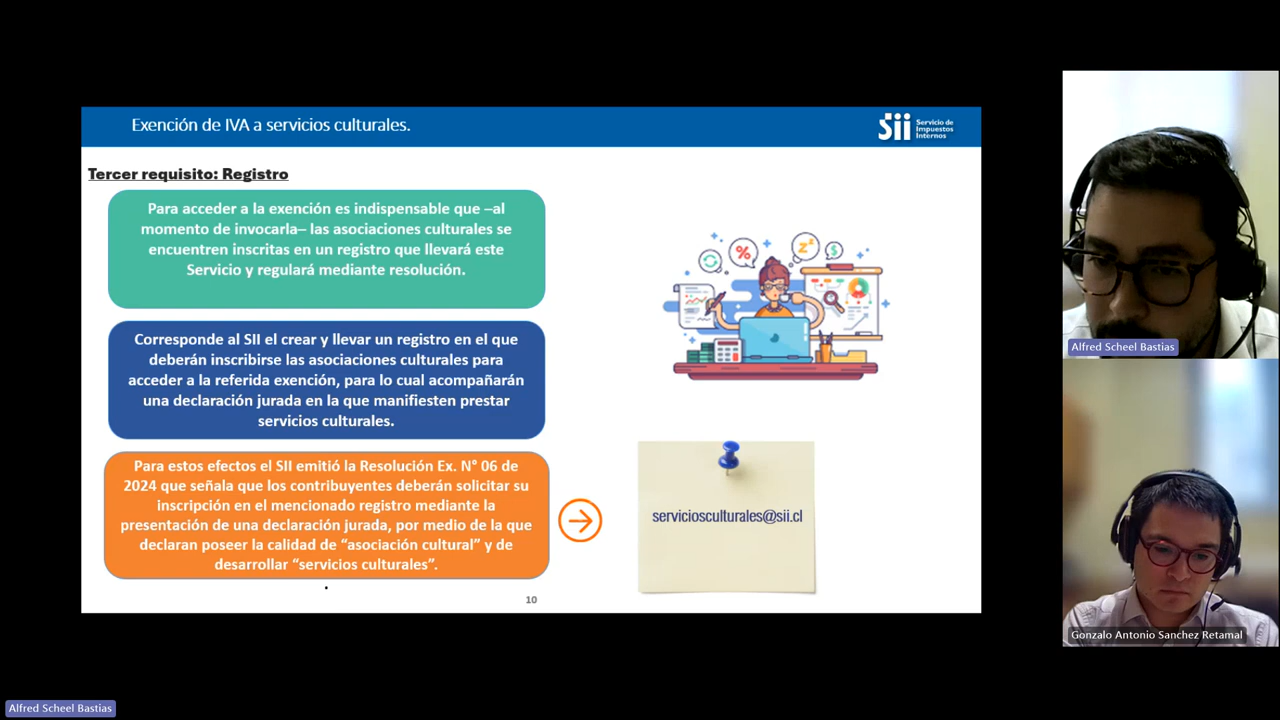 Exención de IVA a servicios culturales.
Sii Servicio de
Impuestos
Internos
Tercer requisito: Registro
Para acceder a la exención es indispensable que –al
momento de invocarla– las asociaciones culturales se
encuentren inscritas en un registro que llevará este
Servicio y regulará mediante resolución.
Corresponde al SII el crear y llevar un registro en el que
deberán inscribirse las asociaciones culturales para
acceder a la referida exención, para lo cual acompañarán
una declaración jurada en la que manifiesten prestar
servicios culturales.
Para estos efectos el SII emitió la Resolución Ex. N° 06 de
2024 que señala que los contribuyentes deberán solicitar su
inscripción en el mencionado registro mediante la
presentación de una declaración jurada, por medio de la que
declaran poseer la calidad de “asociación cultural” y de
desarrollar “servicios culturales”.
.
10
% z z $
serviciosculturales@sii.cl
Alfred Scheel Bastias
Gonzalo Antonio Sanchez Retamal
Alfred Scheel Bastias